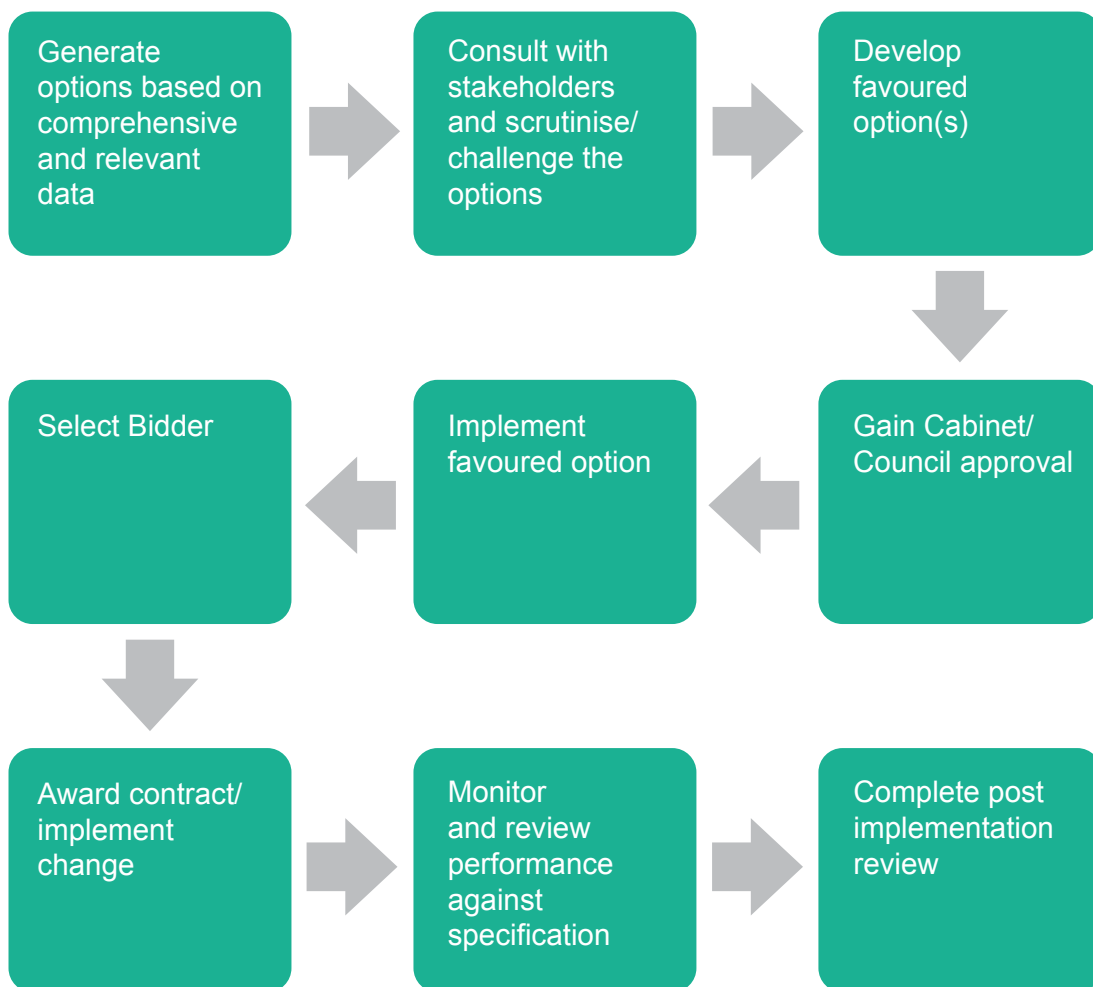 Generate
options based on
comprehensive
and relevant
data
Consult with
stakeholders
and scrutinise/
challenge the
options
Develop
favoured
option(s)
Gain Cabinet/
Council approval
Implement
favoured option
Select Bidder
Award contract/
implement
change
Monitor
and review
performance
against
specification
Complete post
implementation
review